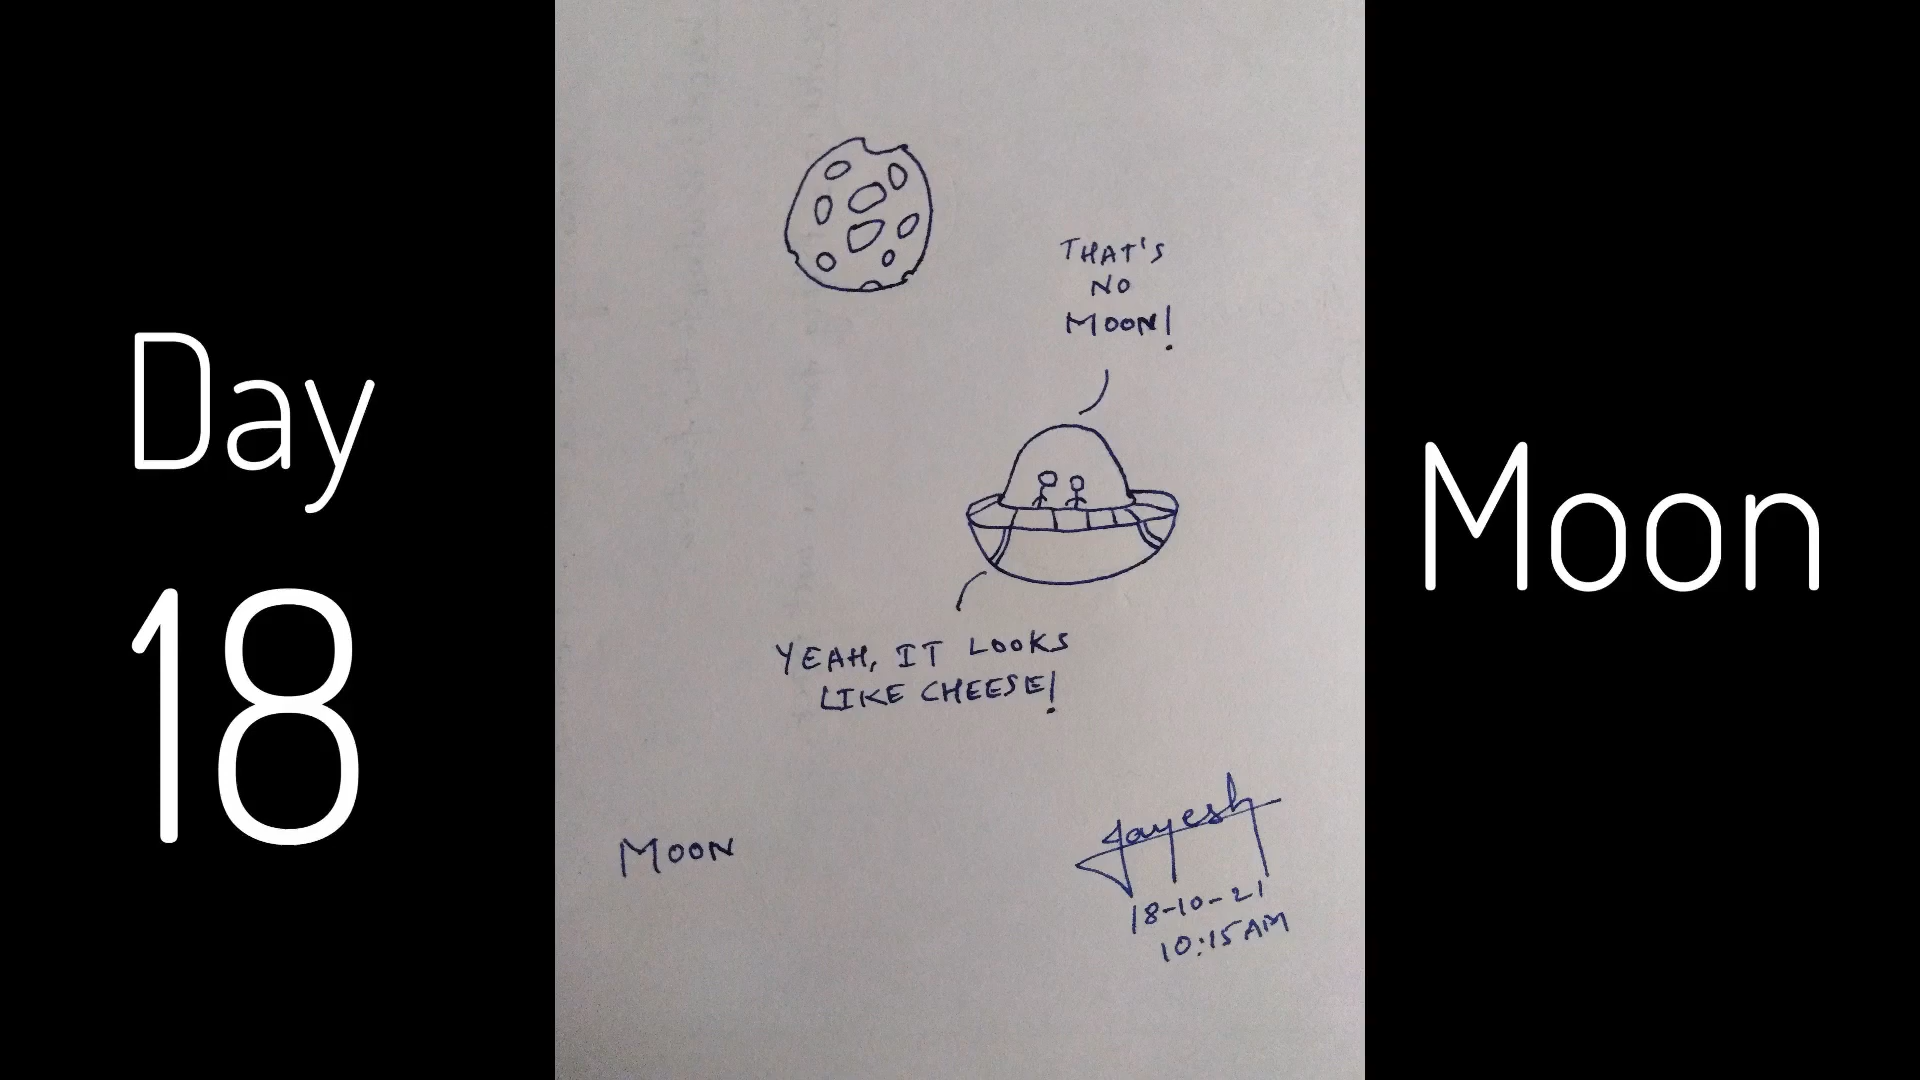 Day
18
THAT'S
NO
MOON!
YEAH, IT LOOKS
LIKE CHEESE!
MOON
Jayesh
18-10-21
10:15AM
Moon